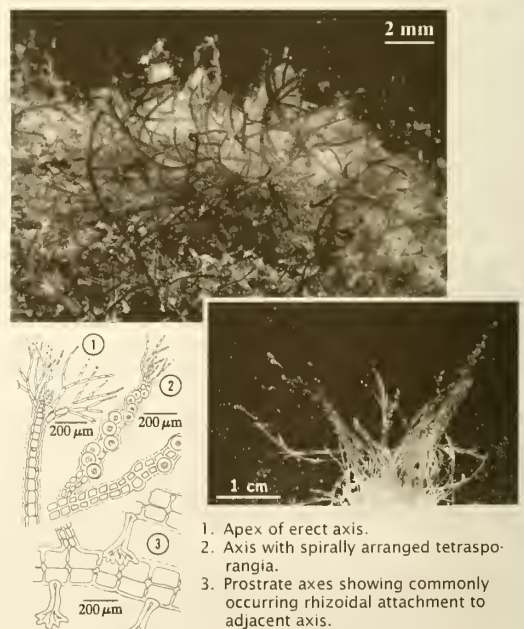 2 mm
1
2
200 µm
200 µm
3
200 µm
1 cm
1. Apex of erect axis.
2. Axis with spirally arranged tetraspo-
rangia.
3. Prostrate axes showing commonly
occurring rhizoidal attachment to
adjacent axis.